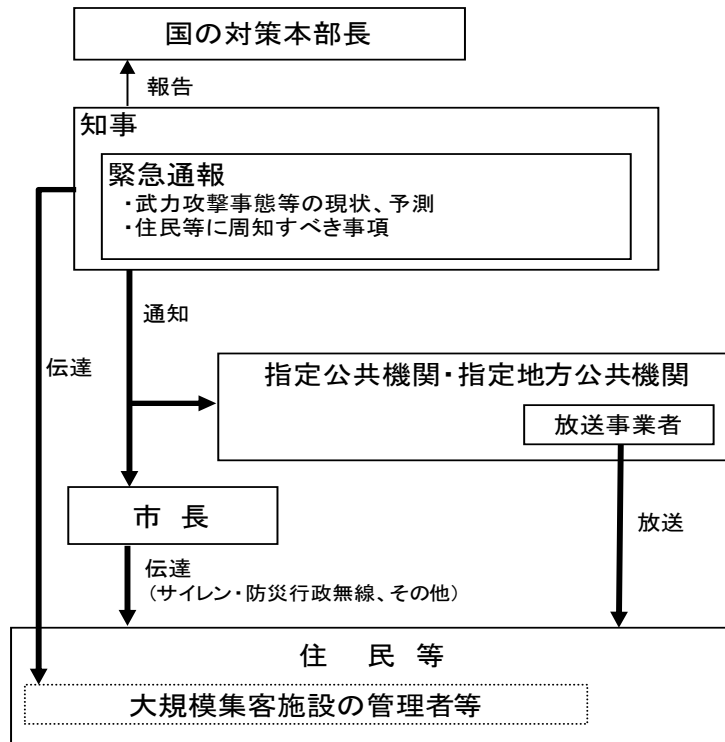 国の対策本部長
報告
知事
緊急通報
・武力攻撃事態等の現状、予測
・住民等に周知すべき事項
通知
伝達
指定公共機関・指定地方公共機関
放送事業者
市 長
放送
伝達
（サイレン・防災行政無線、その他）
住 民 等
大規模集客施設の管理者等